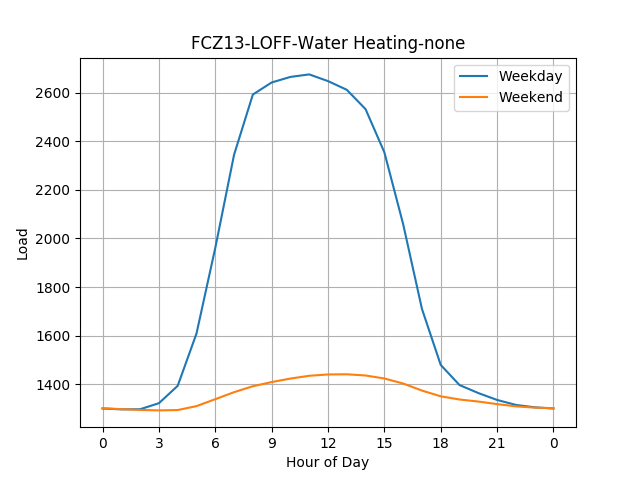 FCZ13-LOFF-Water Heating-none
Weekday
Weekend
2600
2400
2200
2000
1800
1600
1400
Load
0 3 6 9 12 15 18 21 0
Hour of Day